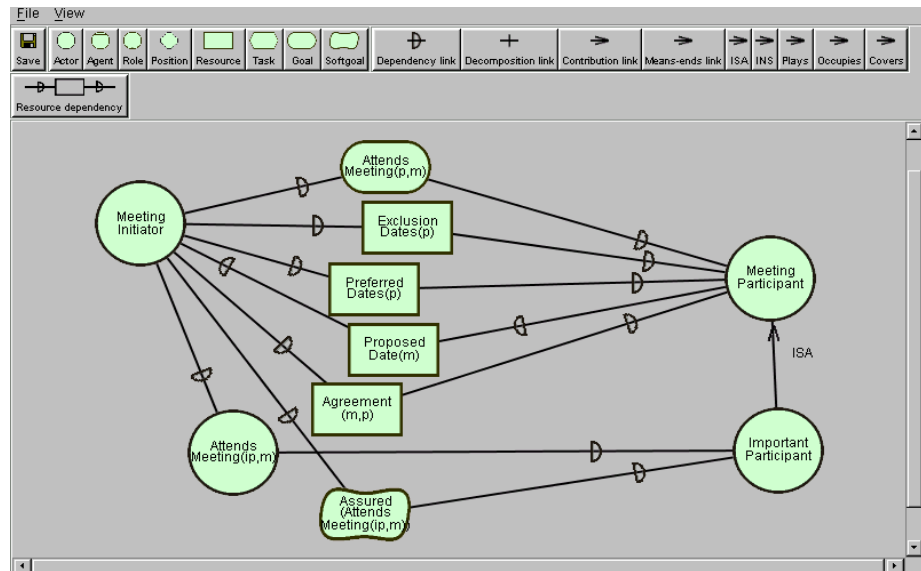 File View
Save Actor Agent Role Position Resource Task Goal Softgoal Dependency link Decomposition link Contribution link Means-ends link ISA INS Plays Occupies Covers
Resource dependency
Attends
Meeting(p,m)
Meeting
Initiator
Exclusion
Dates(p)
Meeting
Participant
Preferred
Dates(p)
Proposed
Date(m)
ISA
Agreement
(m,p)
Attends
Meeting(ip,m)
Important
Participant
Assured
(Attends
Meeting(ip,m))